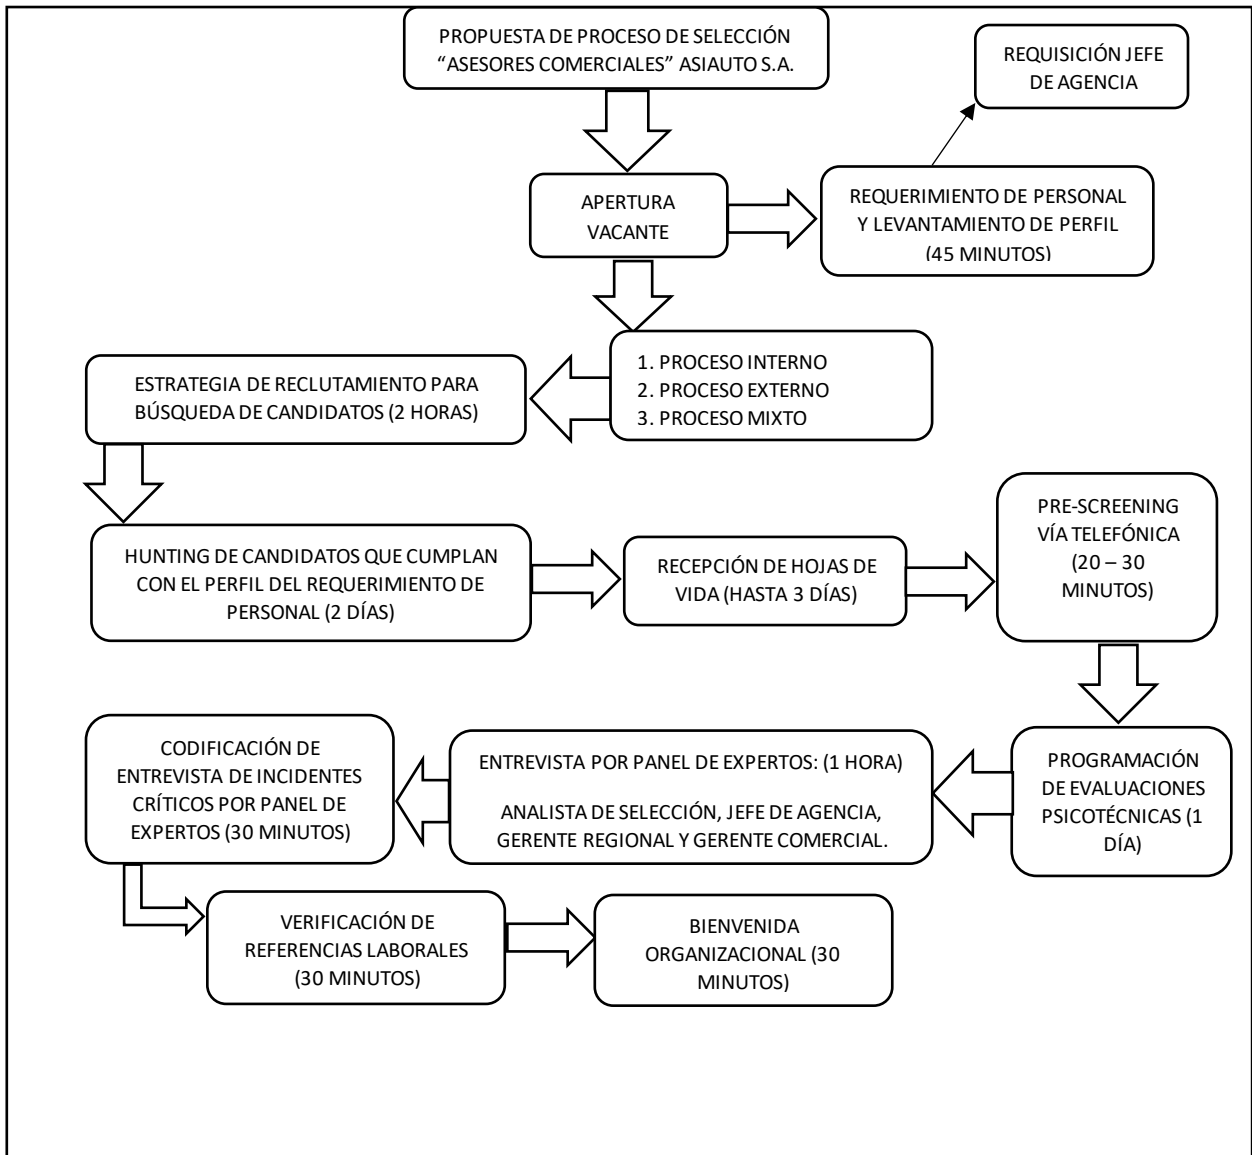 PROPUESTA DE PROCESO DE SELECCIÓN
“ASESORES COMERCIALES” ASIAUTO S.A.
REQUISICIÓN JEFE
DE AGENCIA
APERTURA
VACANTE
REQUERIMIENTO DE PERSONAL
Y LEVANTAMIENTO DE PERFIL
(45 MINUTOS)
1. PROCESO INTERNO
2. PROCESO EXTERNO
3. PROCESO MIXTO
ESTRATEGIA DE RECLUTAMIENTO PARA
BÚSQUEDA DE CANDIDATOS (2 HORAS)
HUNTING DE CANDIDATOS QUE CUMPLAN
CON EL PERFIL DEL REQUERIMIENTO DE
PERSONAL (2 DÍAS)
RECEPCIÓN DE HOJAS DE
VIDA (HASTA 3 DÍAS)
PRE-SCREENING
VÍA TELEFÓNICA
(20 – 30
MINUTOS)
PROGRAMACIÓN
DE EVALUACIONES
PSICOTÉCNICAS (1
DÍA)
ENTREVISTA POR PANEL DE EXPERTOS: (1 HORA)
ANALISTA DE SELECCIÓN, JEFE DE AGENCIA,
GERENTE REGIONAL Y GERENTE COMERCIAL.
CODIFICACIÓN DE
ENTREVISTA DE INCIDENTES
CRÍTICOS POR PANEL DE
EXPERTOS (30 MINUTOS)
VERIFICACIÓN DE
REFERENCIAS LABORALES
(30 MINUTOS)
BIENVENIDA
ORGANIZACIONAL (30
MINUTOS)